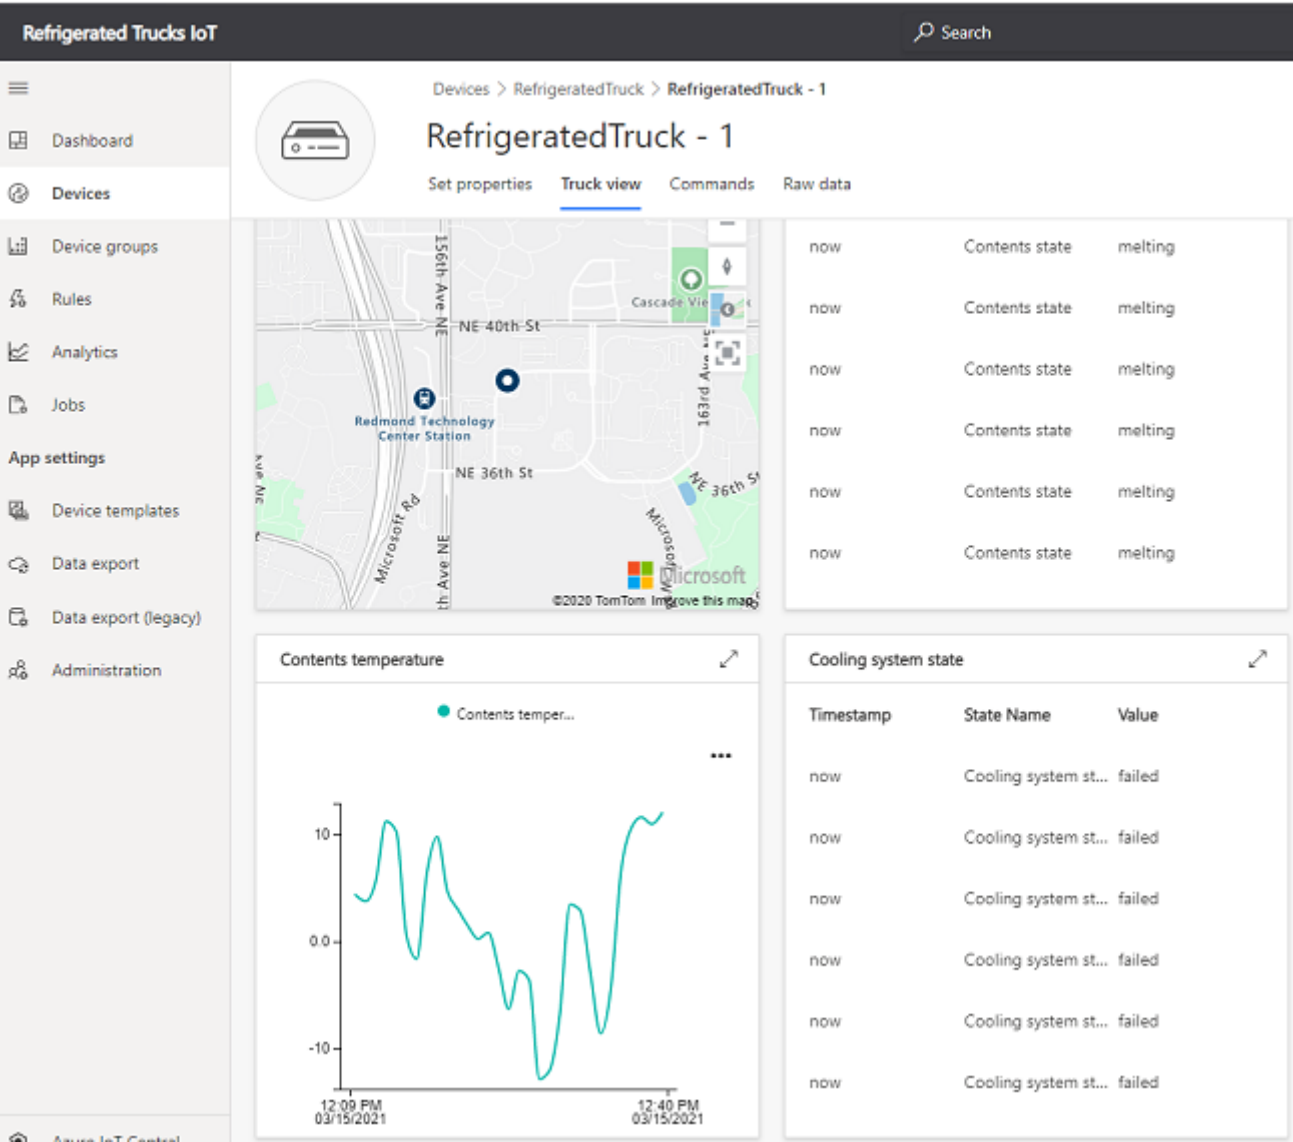 Refrigerated Trucks IoT
Search
Devices > RefrigeratedTruck > RefrigeratedTruck - 1
RefrigeratedTruck - 1
Set properties
Truck view
Commands
Raw data
Dashboard
Devices
Device groups
Rules
Analytics
Jobs
App settings
Device templates
Data export
Data export (legacy)
Administration
Azure IoT Central
156th Ave NE
NE 40th St
Cascade Vie
163rd Ave NE
Redmond Technology
Center Station
NE 36th St
NE 36th St
Microsoft Rd
h Ave NE
Microsoft
©2020 TomTom Improve this map
now Contents state melting
now Contents state melting
now Contents state melting
now Contents state melting
now Contents state melting
now Contents state melting
Contents temperature
Contents temper...
10
0.0
-10
12:09 PM
03/15/2021
12:40 PM
03/15/2021
Cooling system state
Timestamp State Name Value
now Cooling system st... failed
now Cooling system st... failed
now Cooling system st... failed
now Cooling system st... failed
now Cooling system st... failed
now Cooling system st... failed